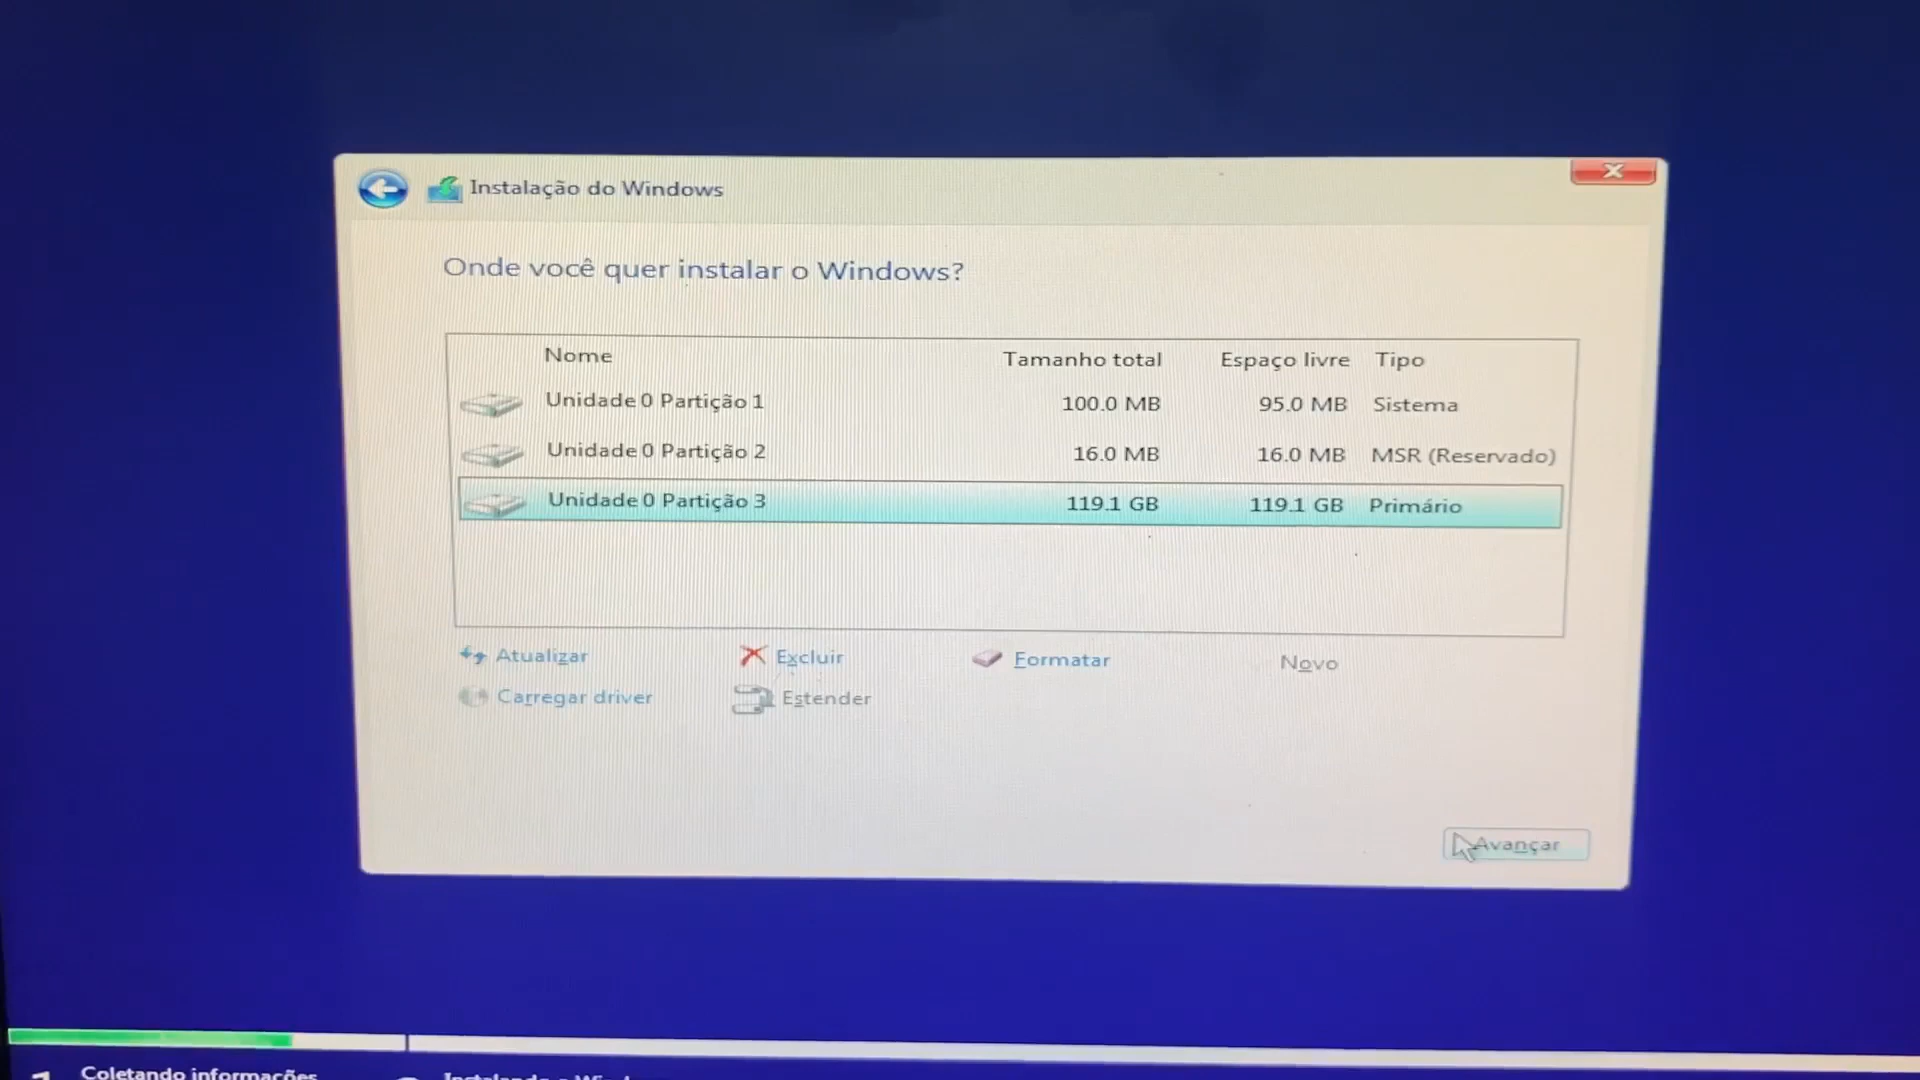 Instalação do Windows
Onde você quer instalar o Windows?
Nome Tamanho total Espaço livre Tipo
Unidade 0 Partição 1 100.0 MB 95.0 MB Sistema
Unidade 0 Partição 2 16.0 MB 16.0 MB MSR (Reservado)
Unidade 0 Partição 3 119.1 GB 119.1 GB Primário
Atualizar Excluir Formatar Novo
Carregar driver Estender
Avançar
Coletando informações Instalando o